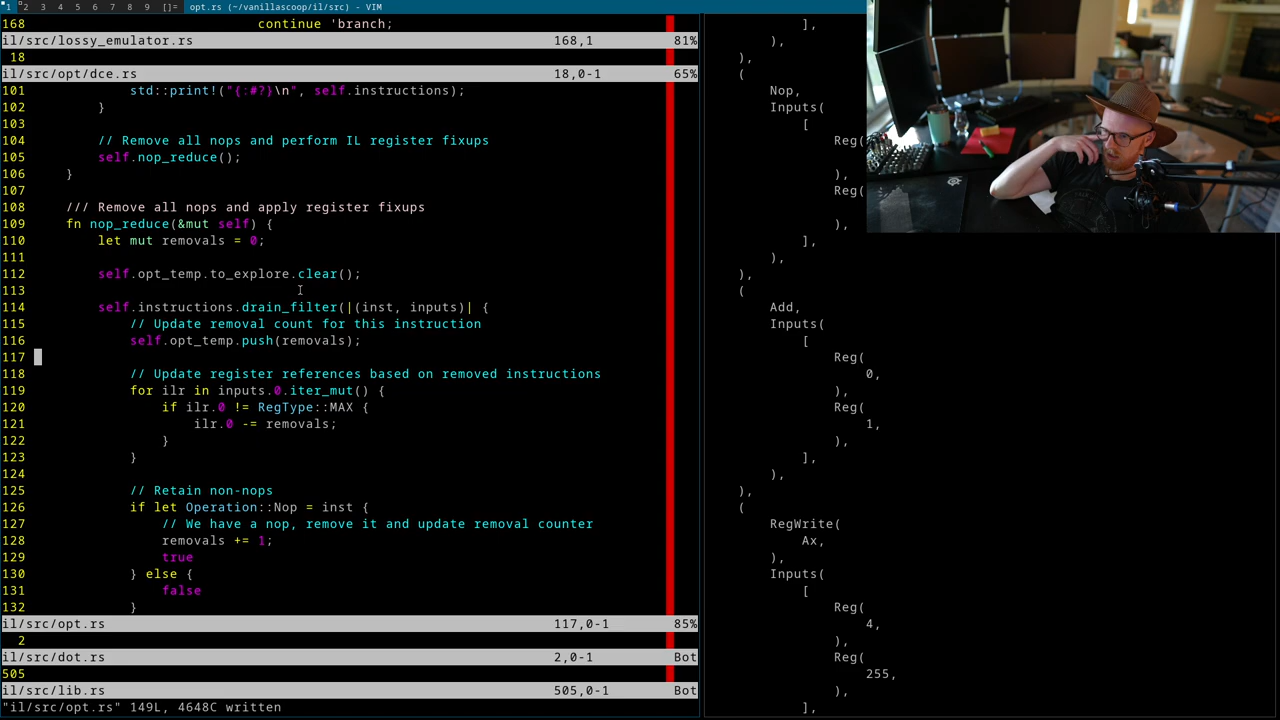 1 2 3 4 5 6 7 8 9 []= opt.rs (~/vanillascoop/il/src) - VIM
168 continue 'branch;
il/src/lossy_emulator.rs 168,1 81%
18
il/src/opt/dce.rs 18,0-1 65%
101 std::print!("{:#?}\n", self.instructions);
102 }
103
104 // Remove all nops and perform IL register fixups
105 self.nop_reduce();
106 }
107
108 /// Remove all nops and apply register fixups
109 fn nop_reduce(&mut self) {
110 let mut removals = 0;
111
112 self.opt_temp.to_explore.clear();
113
114 self.instructions.drain_filter(|(inst, inputs)| {
115 // Update removal count for this instruction
116 self.opt_temp.push(removals);
117
118 // Update register references based on removed instructions
119 for ilr in inputs.0.iter_mut() {
120 if ilr.0 != RegType::MAX {
121 ilr.0 -= removals;
122 }
123 }
124
125 // Retain non-nops
126 if let Operation::Nop = inst {
127 // We have a nop, remove it and update removal counter
128 removals += 1;
129 true
130 } else {
131 false
132 }
il/src/opt.rs 117,0-1 85%
2
il/src/dot.rs 2,0-1 Bot
505
il/src/lib.rs 505,0-1 Bot
"il/src/opt.rs" 149L, 4648C written
],
),
),
(
Nop,
Inputs(
[
Reg(
),
Reg(
),
],
),
),
(
Add,
Inputs(
[
Reg(
0,
),
Reg(
1,
),
],
),
),
(
RegWrite(
Ax,
),
Inputs(
[
Reg(
4,
),
Reg(
255,
),
],